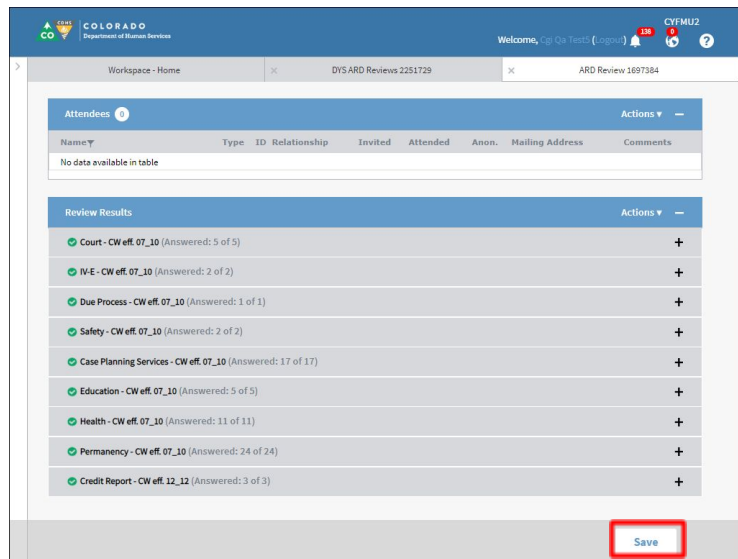 CYFMU2
CO
CDHS
COLORADO
Department of Human Services
Welcome, Cgi Qa Test5 (Logout) 138 0 ?
> Workspace - Home × DYS ARD Reviews 2251729 × ARD Review 1697384
Attendees 0 Actions ▾ —
Name Type ID Relationship Invited Attended Anon. Mailing Address Comments
No data available in table
Review Results Actions ▾ —
Court - CW eff. 07_10 (Answered: 5 of 5) +
IV-E - CW eff. 07_10 (Answered: 2 of 2) +
Due Process - CW eff. 07_10 (Answered: 1 of 1) +
Safety - CW eff. 07_10 (Answered: 2 of 2) +
Case Planning Services - CW eff. 07_10 (Answered: 17 of 17) +
Education - CW eff. 07_10 (Answered: 5 of 5) +
Health - CW eff. 07_10 (Answered: 11 of 11) +
Permanency - CW eff. 07_10 (Answered: 24 of 24) +
Credit Report - CW eff. 12_12 (Answered: 3 of 3) +
Save